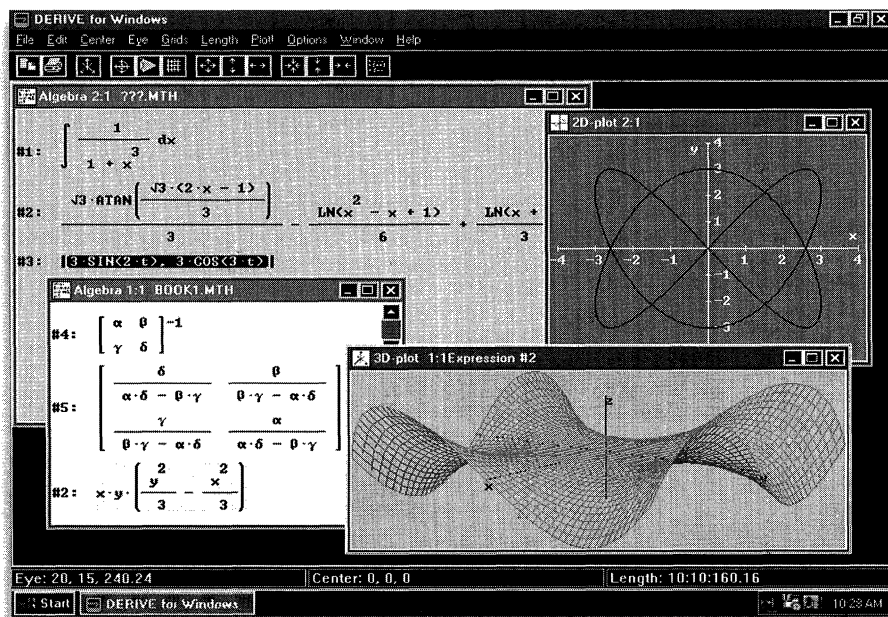 DERIVE for Windows
File Edit Center Eye Grids Length Plot! Options Window Help
Algebra 2:1 ???.MTH
#1: ∫ 1 / (1 + x^3) dx
#2: √3·ATAN(√3·(2·x - 1) / 3) / 3 - LN(x^2 - x + 1) / 6 + LN(x + / 3
#3: [3·SIN(2·t), 3·COS(3·t)]
2D-plot 2:1
y
4
3
2
1
x
-4 -3 -2 -1 1 2 3 4
-1
-2
-3
Algebra 1:1 BOOK1.MTH
#4: [α β; γ δ]^-1
#5: [δ / (α·δ - β·γ) β / (β·γ - α·δ); γ / (β·γ - α·δ) α / (α·δ - β·γ)]
#2: x·y·(y^2 / 3 - x^2 / 3)
3D-plot 1:1Expression #2
z
x
y
Eye: 20, 15, 240.24 Center: 0, 0, 0 Length: 10:10:160.16
Start DERIVE for Windows 10:28 AM